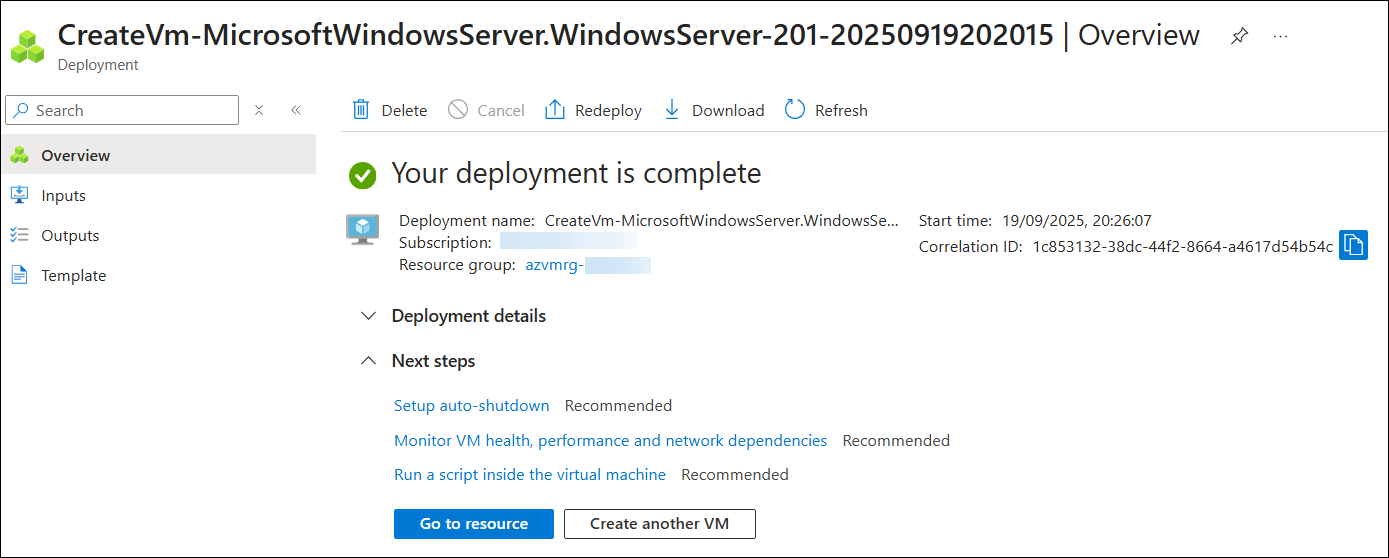 CreateVm-MicrosoftWindowsServer.WindowsServer-201-20250919202015 | Overview
Deployment
Search
Delete Cancel Redeploy Download Refresh
Overview
Inputs
Outputs
Template
Your deployment is complete
Deployment name: CreateVm-MicrosoftWindowsServer.WindowsSe... Start time: 19/09/2025, 20:26:07
Subscription: Correlation ID: 1c853132-38dc-44f2-8664-a4617d54b54c
Resource group: azvmrg-
Deployment details
Next steps
Setup auto-shutdown Recommended
Monitor VM health, performance and network dependencies Recommended
Run a script inside the virtual machine Recommended
Go to resource Create another VM